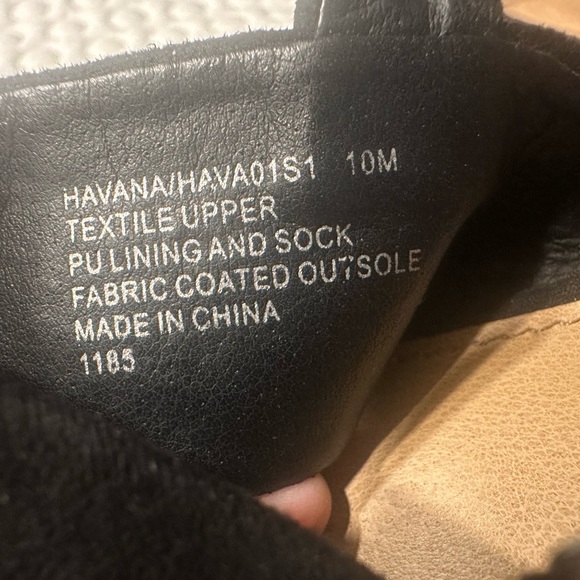 HAVANA/HAVA01S1 10M
TEXTILE UPPER
PU LINING AND SOCK
FABRIC COATED OUTSOLE
MADE IN CHINA
1185